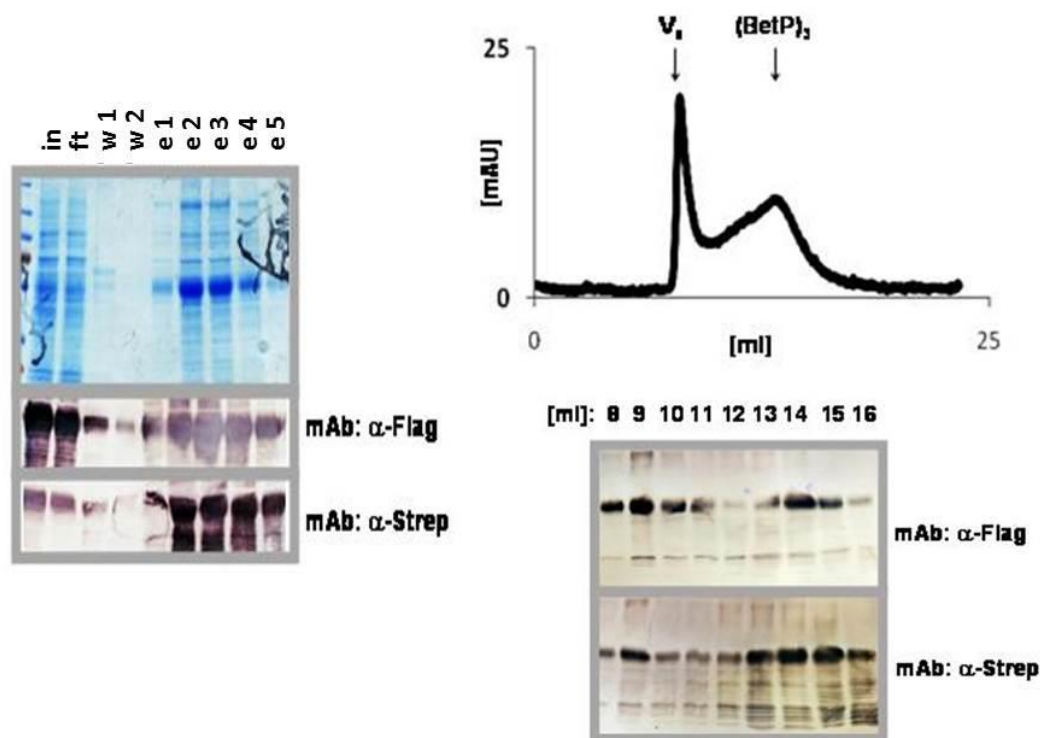 in ft w 1 w 2 e 1 e 2 e 3 e 4 e 5
mAb: α-Flag
mAb: α-Strep
25
[mAU]
0
V₀ (BetP)₃
0 25
[ml]
[ml]: 8 9 10 11 12 13 14 15 16
mAb: α-Flag
mAb: α-Strep